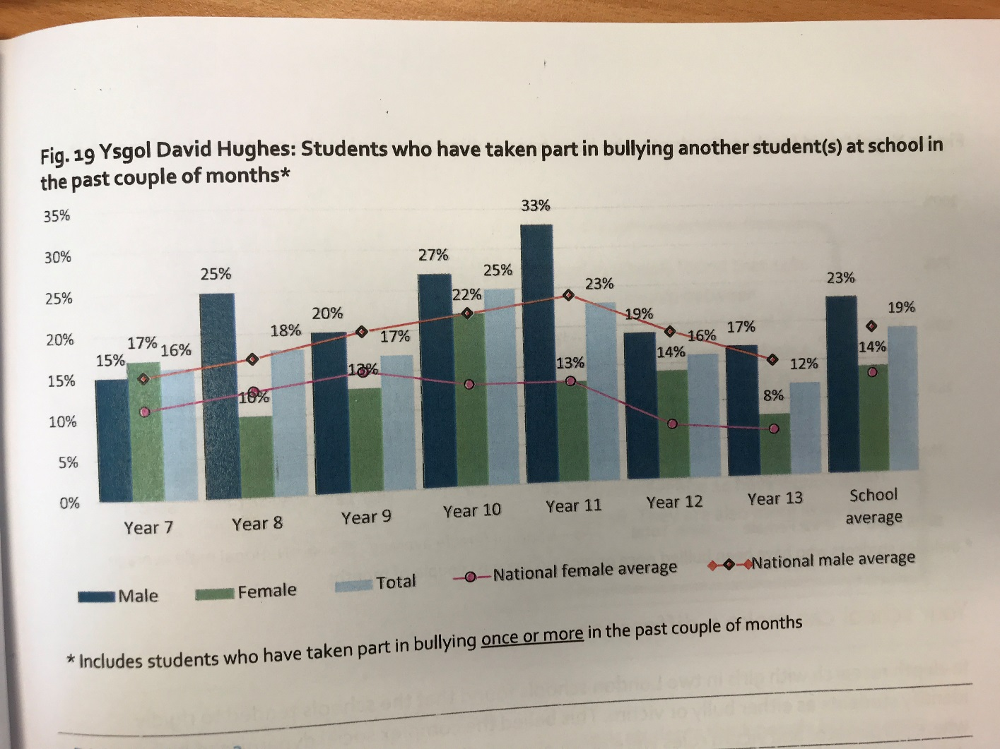 Fig. 19 Ysgol David Hughes: Students who have taken part in bullying another student(s) at school in
the past couple of months*
35%
30%
25%
20%
15%
10%
5%
0%
15%
17%
16%
25%
10%
18%
20%
13%
17%
27%
22%
25%
33%
13%
23%
19%
14%
16%
17%
8%
12%
23%
14%
19%
Year 7
Year 8
Year 9
Year 10
Year 11
Year 12
Year 13
School
average
Male
Female
Total
National female average
National male average
* Includes students who have taken part in bullying once or more in the past couple of months